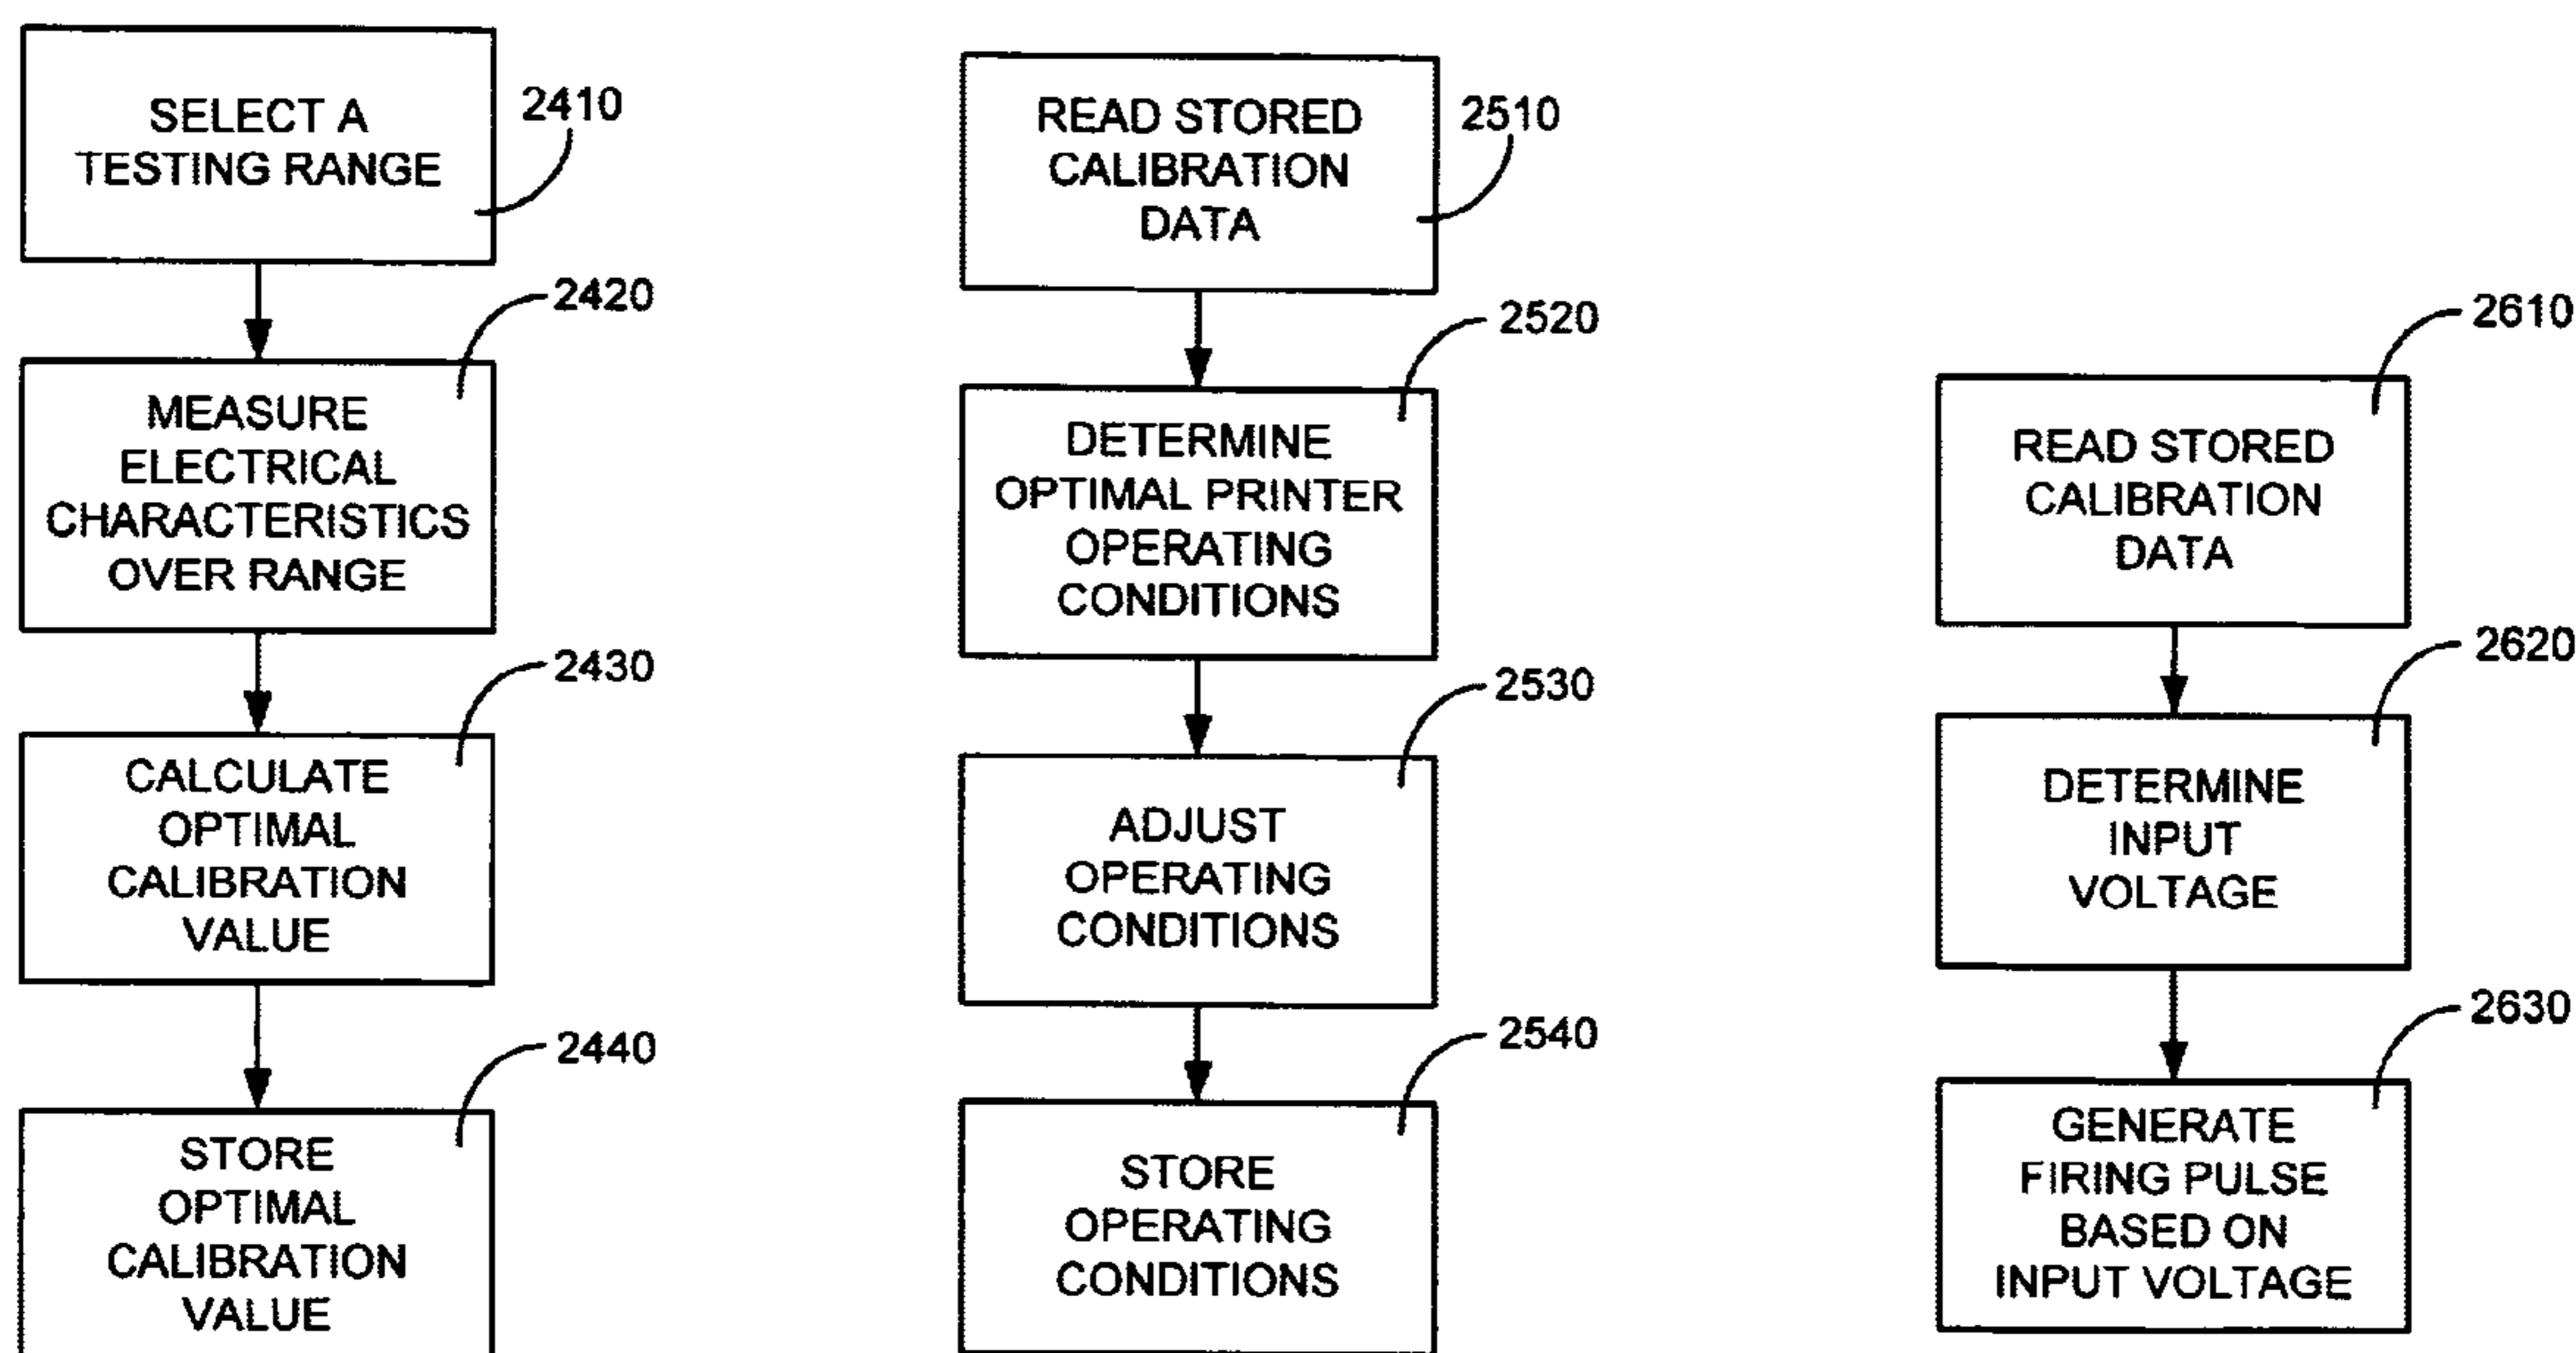 SELECT A
TESTING RANGE
2410
MEASURE
ELECTRICAL
CHARACTERISTICS
OVER RANGE
2420
CALCULATE
OPTIMAL
CALIBRATION
VALUE
2430
STORE
OPTIMAL
CALIBRATION
VALUE
2440
READ STORED
CALIBRATION
DATA
2510
DETERMINE
OPTIMAL PRINTER
OPERATING
CONDITIONS
2520
ADJUST
OPERATING
CONDITIONS
2530
STORE
OPERATING
CONDITIONS
2540
READ STORED
CALIBRATION
DATA
2610
DETERMINE
INPUT
VOLTAGE
2620
GENERATE
FIRING PULSE
BASED ON
INPUT VOLTAGE
2630